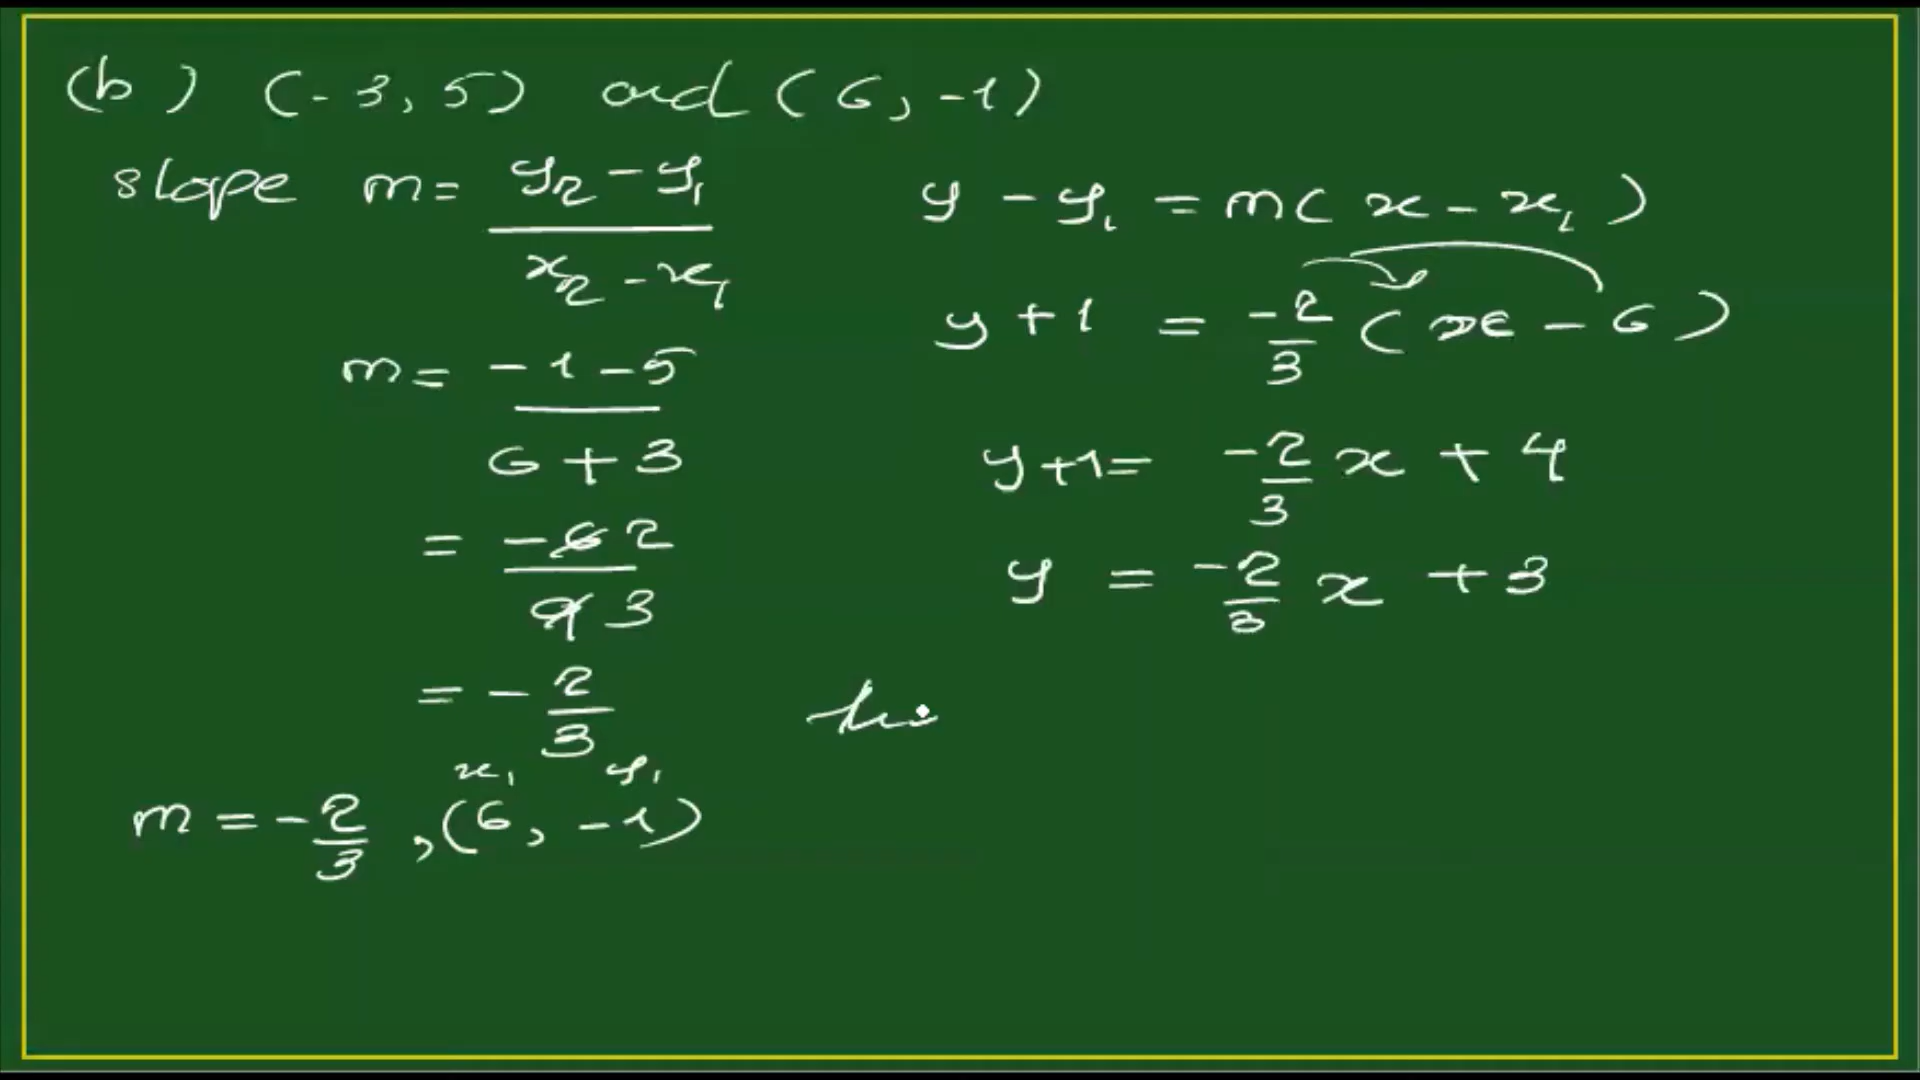 (b) (-3, 5) and (6, -1)
slope m = y₂ - y₁ / x₂ - x₁
m = -1 - 5 / 6 + 3
= -6 2 / 9 3
= - 2/3
x₁ y₁
m = - 2/3 , (6, -1)
y - y₁ = m(x - x₁)
y + 1 = -2/3 (x - 6)
y + 1 = -2/3 x + 4
y = -2/3 x + 3